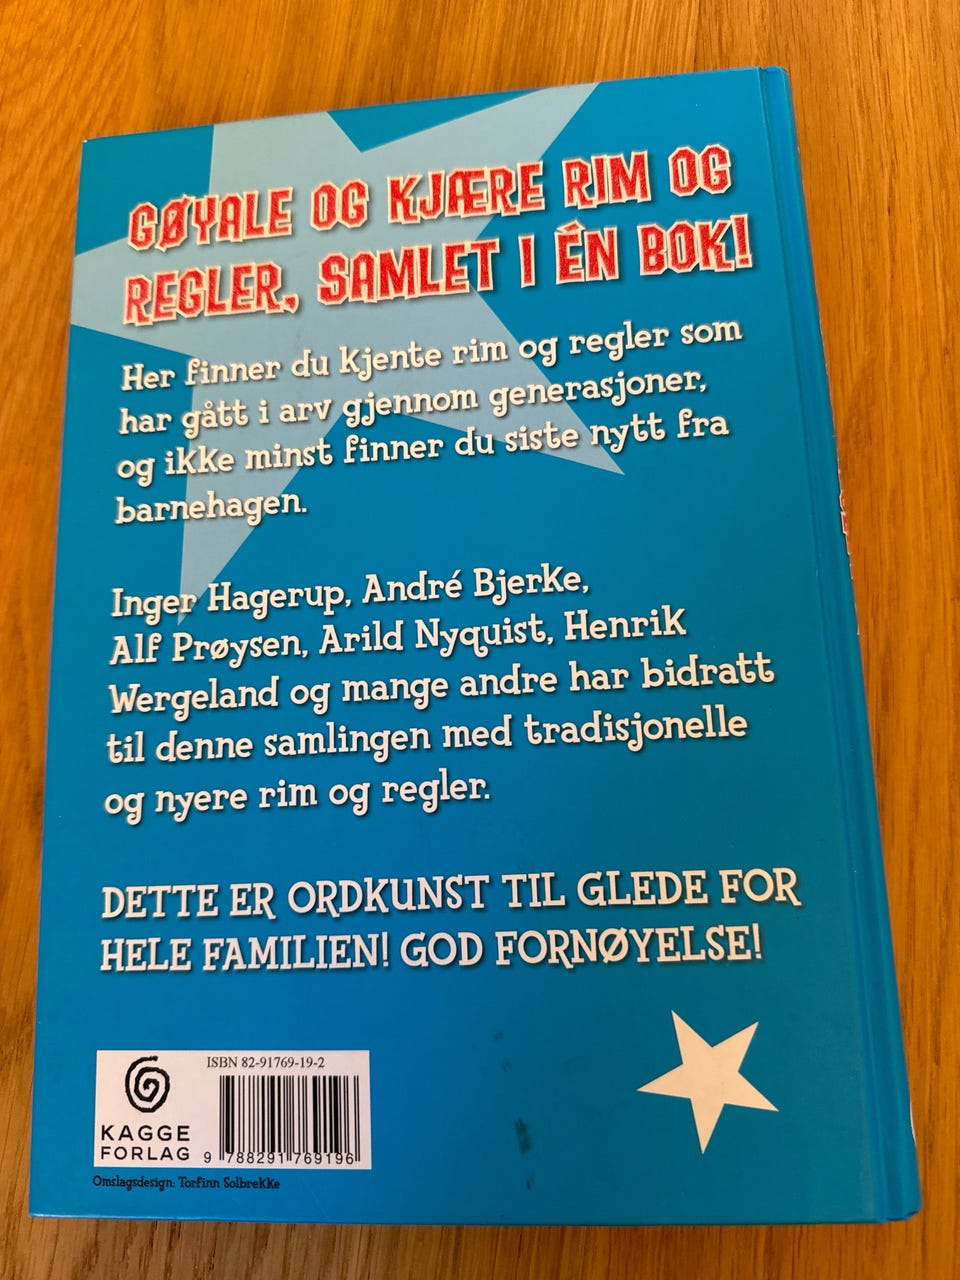 GØYALE OG KJÆRE RIM OG
REGLER, SAMLET I ÉN BOK!
Her finner du kjente rim og regler som
har gått i arv gjennom generasjoner,
og ikke minst finner du siste nytt fra
barnehagen.
Inger Hagerup, André Bjerke,
Alf Prøysen, Arild Nyquist, Henrik
Wergeland og mange andre har bidratt
til denne samlingen med tradisjonelle
og nyere rim og regler.
DETTE ER ORDKUNST TIL GLEDE FOR
HELE FAMILIEN! GOD FORNØYELSE!
ISBN 82-91769-19-2
KAGGE
FORLAG
9 788291 769196
Omslagsdesign: Torfinn Solbrekke